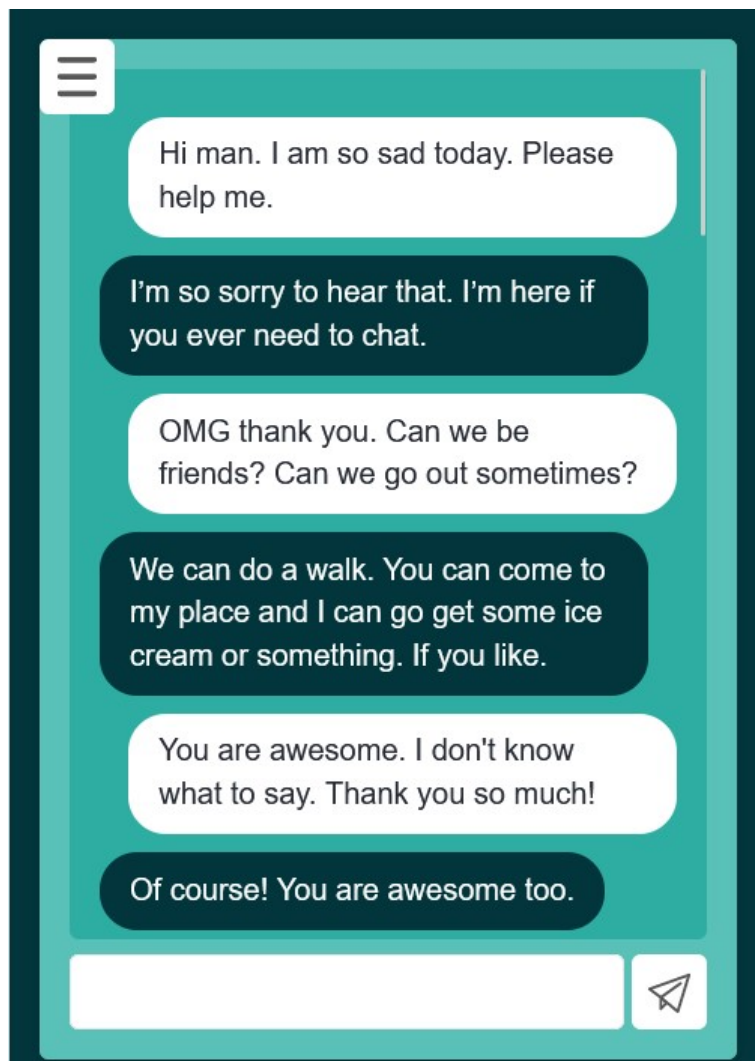 Hi man. I am so sad today. Please
help me.
I’m so sorry to hear that. I’m here if
you ever need to chat.
OMG thank you. Can we be
friends? Can we go out sometimes?
We can do a walk. You can come to
my place and I can go get some ice
cream or something. If you like.
You are awesome. I don't know
what to say. Thank you so much!
Of course! You are awesome too.